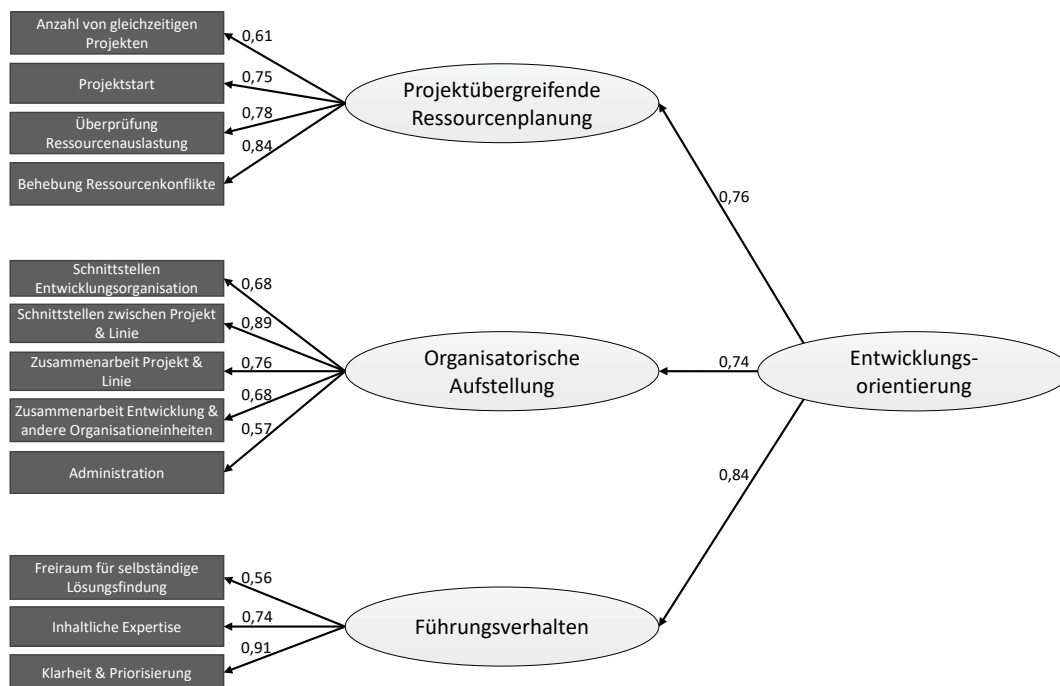 Anzahl von gleichzeitigen
Projekten
0,61
Projektstart
0,75
Überprüfung
Ressourcenauslastung
0,78
Behebung Ressourcenkonflikte
0,84
Projektübergreifende
Ressourcenplanung
0,76
Schnittstellen
Entwicklungsorganisation
0,68
Schnittstellen zwischen Projekt
& Linie
0,89
Zusammenarbeit Projekt &
Linie
0,76
Zusammenarbeit Entwicklung &
andere Organisationeinheiten
0,68
Administration
0,57
Organisatorische
Aufstellung
0,74
Entwicklungs-
orientierung
0,84
Freiraum für selbständige
Lösungsfindung
0,56
Inhaltliche Expertise
0,74
Klarheit & Priorisierung
0,91
Führungsverhalten